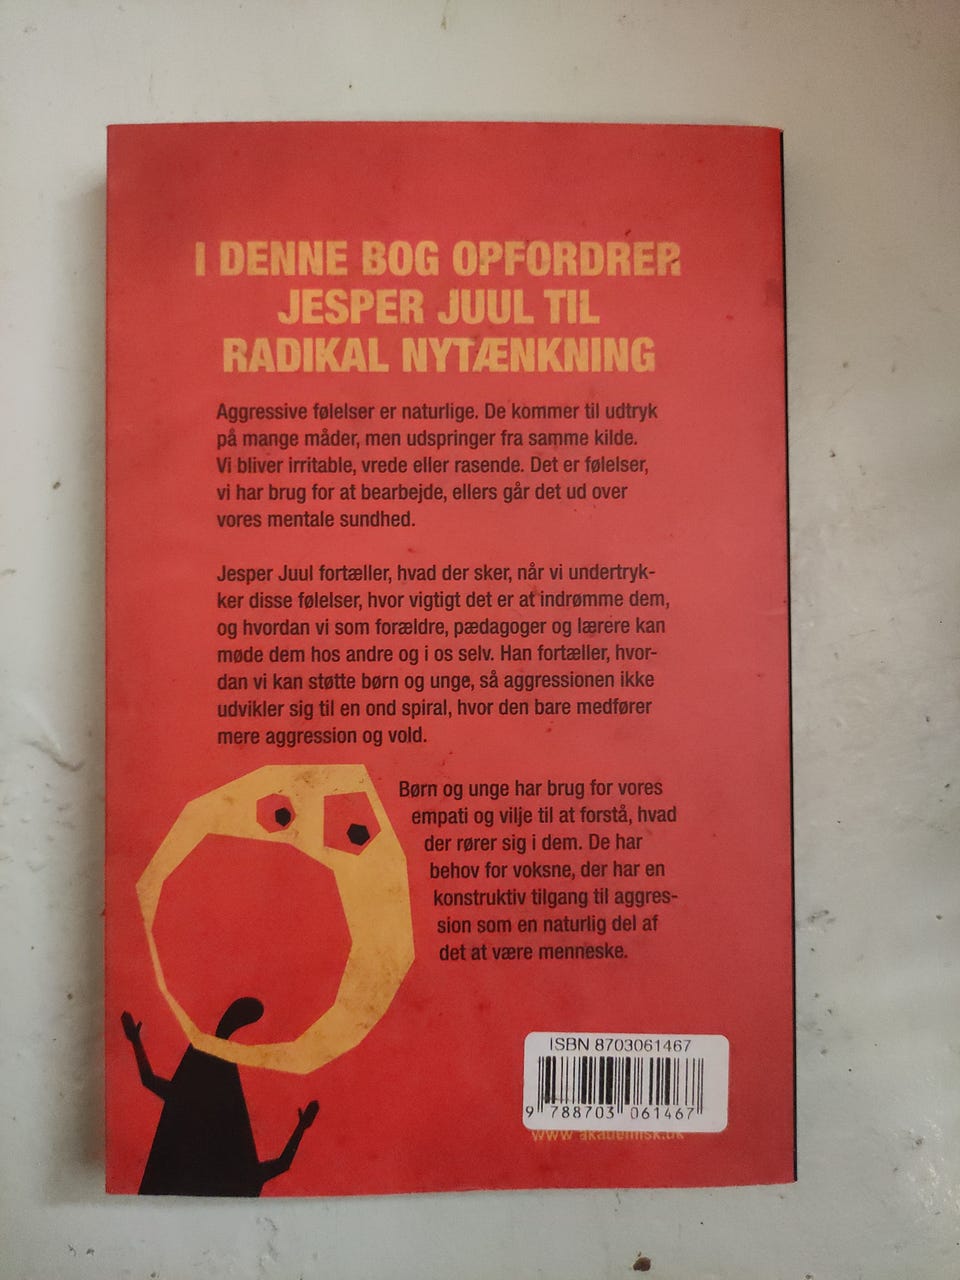 I DENNE BOG OPFORDRER
JESPER JUUL TIL
RADIKAL NYTÆNKNING
Aggressive følelser er naturlige. De kommer til udtryk
på mange måder, men udspringer fra samme kilde.
Vi bliver irritable, vrede eller rasende. Det er følelser,
vi har brug for at bearbejde, ellers går det ud over
vores mentale sundhed.
Jesper Juul fortæller, hvad der sker, når vi undertryk-
ker disse følelser, hvor vigtigt det er at indrømme dem,
og hvordan vi som forældre, pædagoger og lærere kan
møde dem hos andre og i os selv. Han fortæller, hvor-
dan vi kan støtte børn og unge, så aggressionen ikke
udvikler sig til en ond spiral, hvor den bare medfører
mere aggression og vold.
Børn og unge har brug for vores
empati og vilje til at forstå, hvad
der rører sig i dem. De har
behov for voksne, der har en
konstruktiv tilgang til aggres-
sion som en naturlig del af
det at være menneske.
ISBN 8703061467
9 788703 061467
www.akademisk.dk